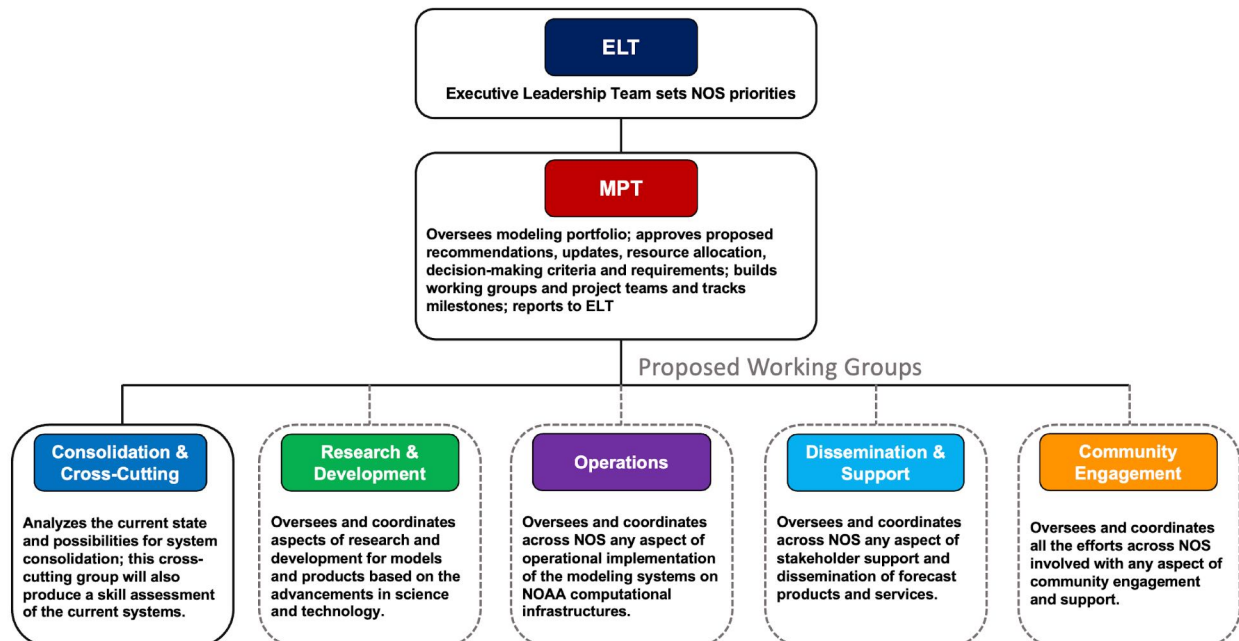 ELT
Executive Leadership Team sets NOS priorities
MPT
Oversees modeling portfolio; approves proposed
recommendations, updates, resource allocation,
decision-making criteria and requirements; builds
working groups and project teams and tracks
milestones; reports to ELT
Proposed Working Groups
Consolidation &
Cross-Cutting
Analyzes the current state
and possibilities for system
consolidation; this cross-
cutting group will also
produce a skill assessment
of the current systems.
Research &
Development
Oversees and coordinates
aspects of research and
development for models
and products based on the
advancements in science
and technology.
Operations
Oversees and coordinates
across NOS any aspect of
operational implementation
of the modeling systems on
NOAA computational
infrastructures.
Dissemination &
Support
Oversees and coordinates
across NOS any aspect of
stakeholder support and
dissemination of forecast
products and services.
Community
Engagement
Oversees and coordinates
all the efforts across NOS
involved with any aspect of
community engagement
and support.